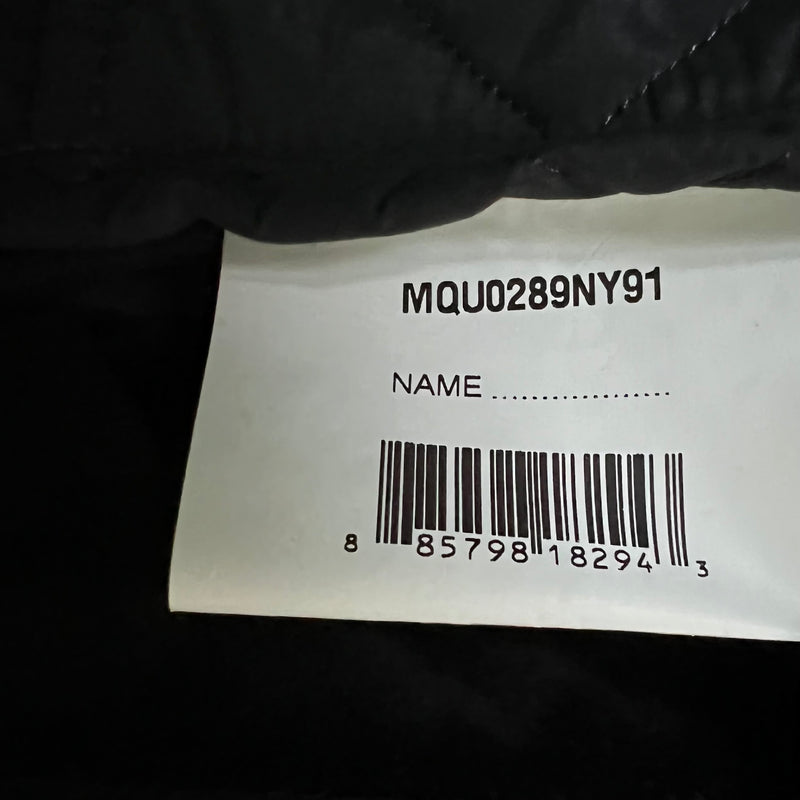 MQU0289NY91
NAME ...................
8 85798 18294 3